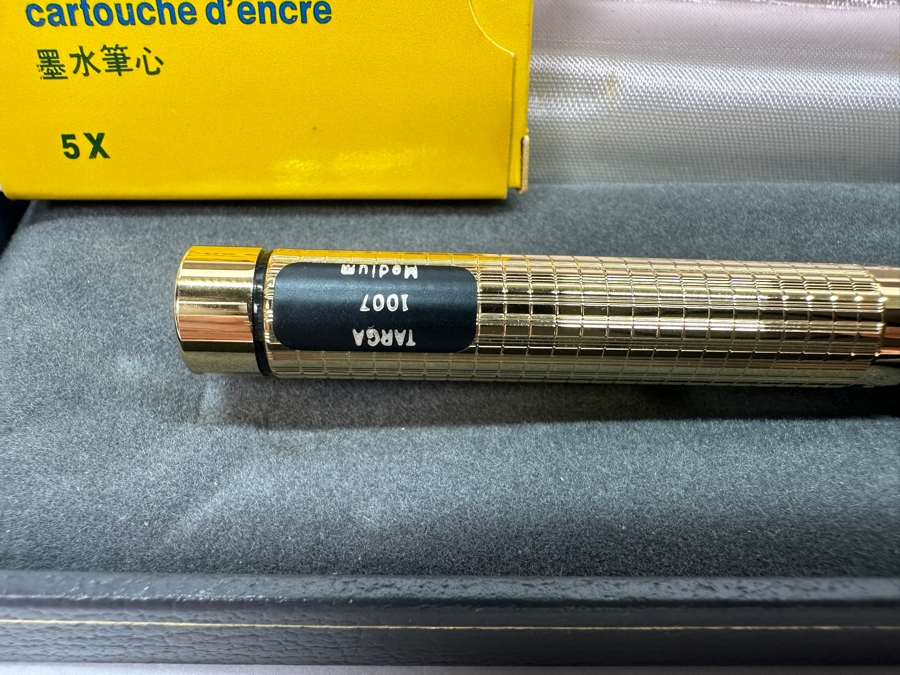 cartouche d'encre
墨水筆心
5X
TARGA
1007
Medium